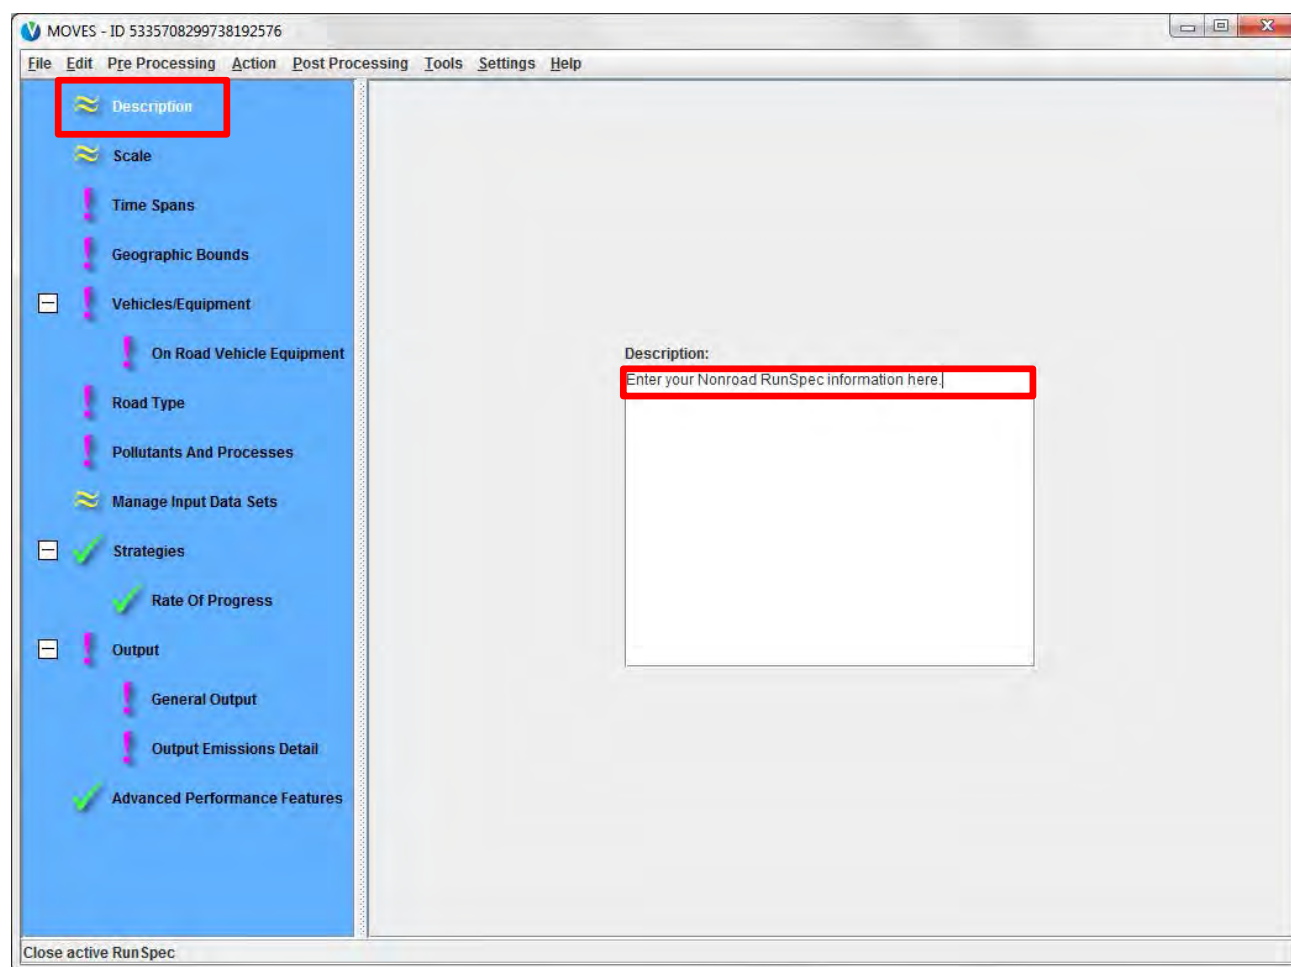 MOVES - ID 5335708299738192576
File Edit Pre Processing Action Post Processing Tools Settings Help
Description
Scale
Time Spans
Geographic Bounds
Vehicles/Equipment
On Road Vehicle Equipment
Road Type
Pollutants And Processes
Manage Input Data Sets
Strategies
Rate Of Progress
Output
General Output
Output Emissions Detail
Advanced Performance Features
Description:
Enter your Nonroad RunSpec information here.
Close active RunSpec